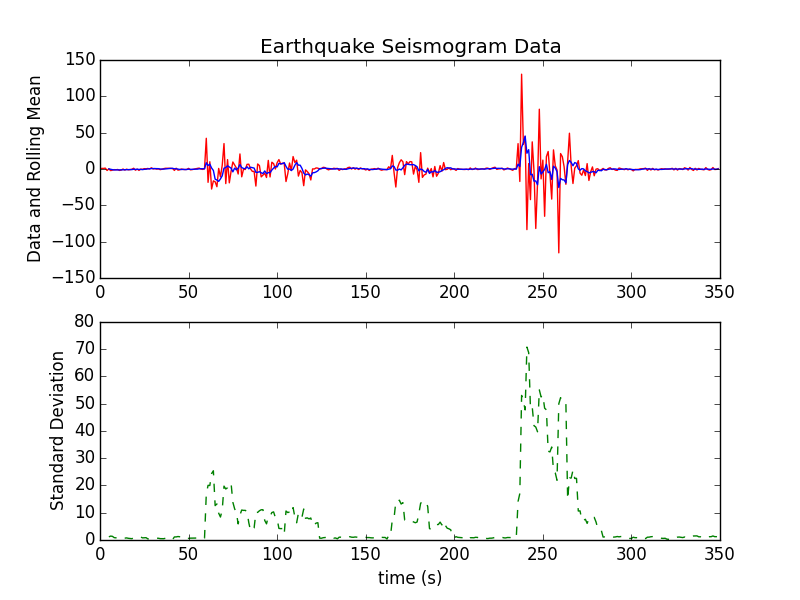 Earthquake Seismogram Data
Data and Rolling Mean
150
100
50
0
−50
−100
−150
0 50 100 150 200 250 300 350
Standard Deviation
80
70
60
50
40
30
20
10
0
0 50 100 150 200 250 300 350
time (s)